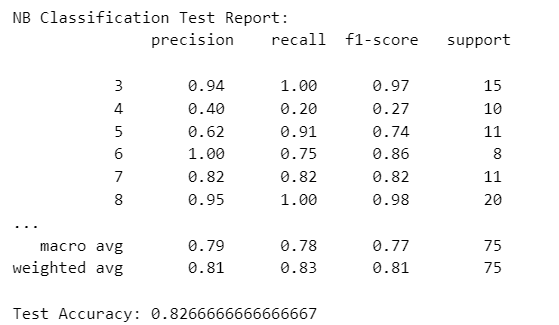 NB Classification Test Report:
precision recall f1-score support
3 0.94 1.00 0.97 15
4 0.40 0.20 0.27 10
5 0.62 0.91 0.74 11
6 1.00 0.75 0.86 8
7 0.82 0.82 0.82 11
8 0.95 1.00 0.98 20
...
macro avg 0.79 0.78 0.77 75
weighted avg 0.81 0.83 0.81 75
Test Accuracy: 0.8266666666666667